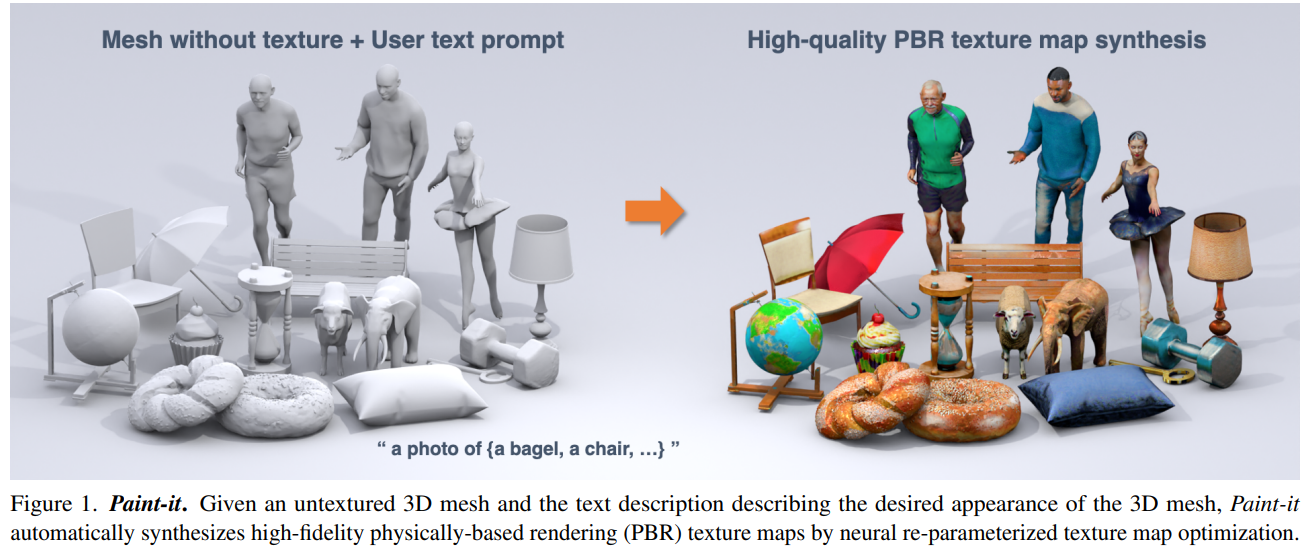 Mesh without texture + User text prompt
High-quality PBR texture map synthesis
“ a photo of {a bagel, a chair, …} ”
Figure 1. Paint-it. Given an untextured 3D mesh and the text description describing the desired appearance of the 3D mesh, Paint-it
automatically synthesizes high-fidelity physically-based rendering (PBR) texture maps by neural re-parameterized texture map optimization.